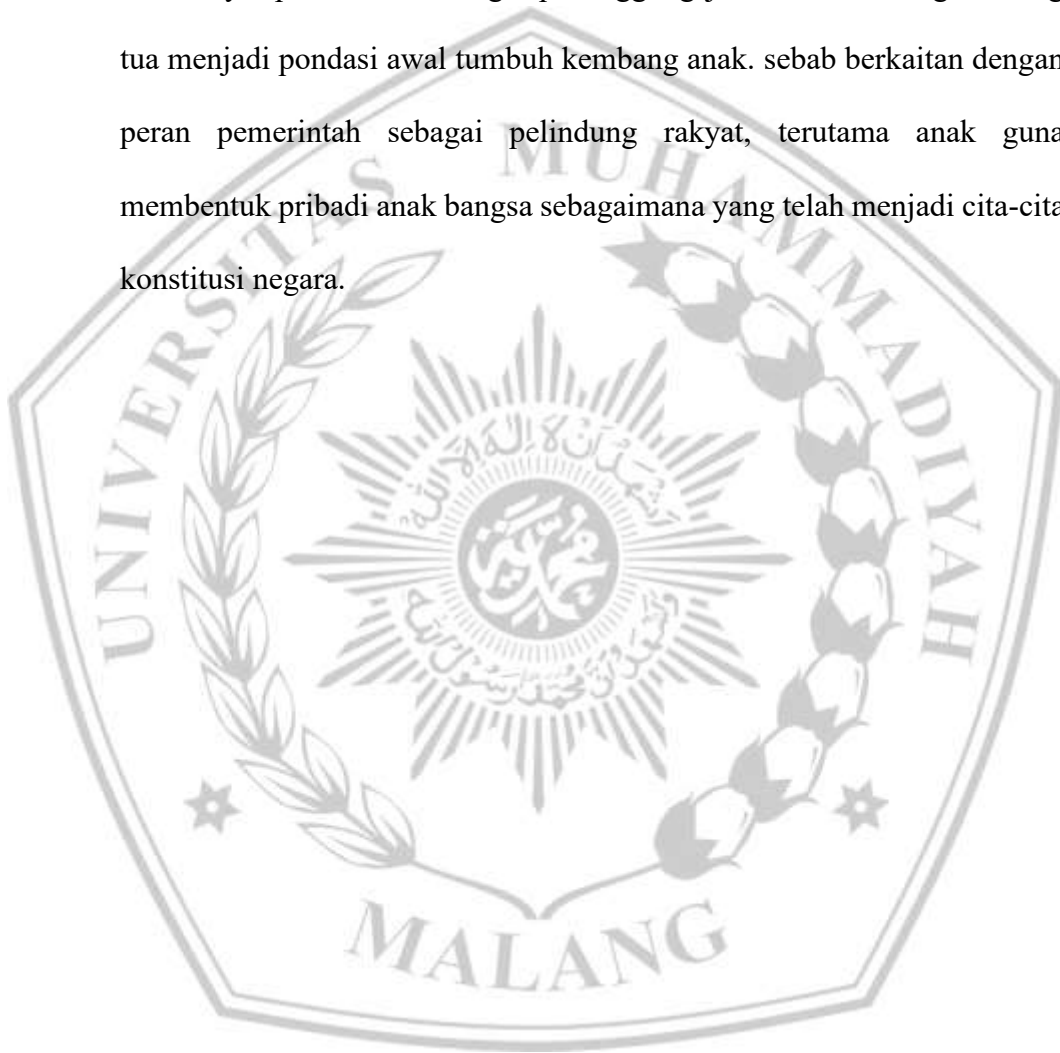 tua menjadi pondasi awal tumbuh kembang anak. sebab berkaitan dengan
peran pemerintah sebagai pelindung rakyat, terutama anak guna
membentuk pribadi anak bangsa sebagaimana yang telah menjadi cita-cita
konstitusi negara.
UNIVERSITAS MUHAMMADIYAH
MALANG